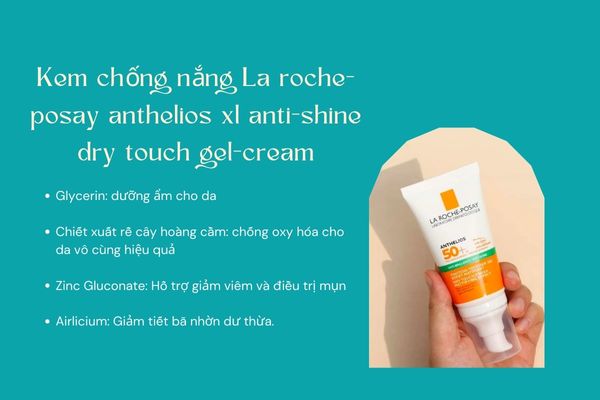 Kem chống nắng La roche-
posay anthelios xl anti-shine
dry touch gel-cream
Glycerin: dưỡng ẩm cho da
Chiết xuất rễ cây hoàng cầm: chống oxy hóa cho
da vô cùng hiệu quả
Zinc Gluconate: Hỗ trợ giảm viêm và điều trị mụn
Airlicium: Giảm tiết bã nhờn dư thừa.
LA ROCHE-POSAY
LABORATOIRE DERMATOLOGIQUE
ANTHELIOS
50+